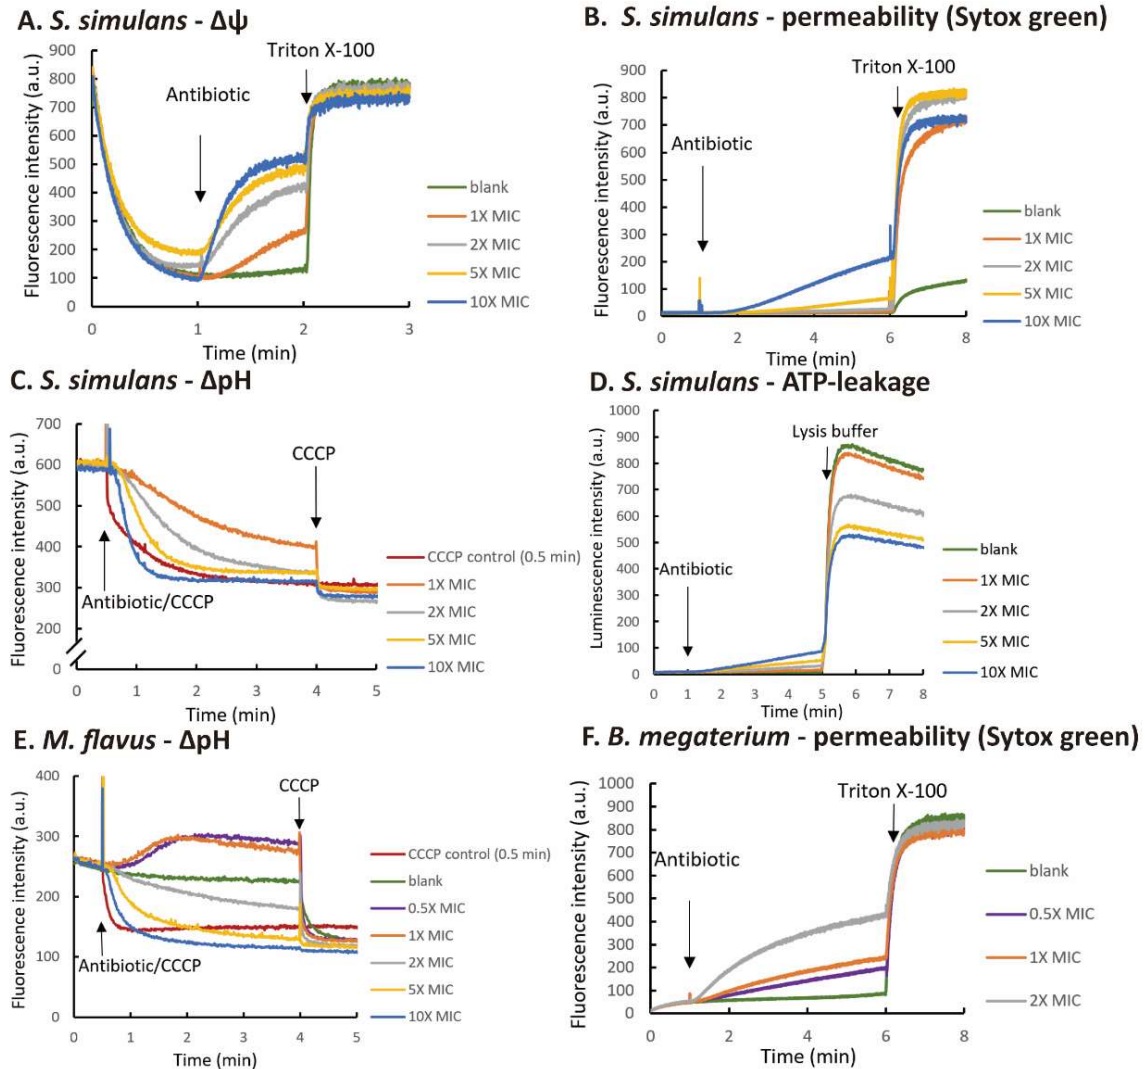 A. S. simulans - Δψ
Triton X-100
Antibiotic
Fluorescence intensity (a.u.)
900
800
700
600
500
400
300
200
100
0
0
1
2
3
Time (min)
blank
1X MIC
2X MIC
5X MIC
10X MIC
B. S. simulans - permeability (Sytox green)
Triton X-100
Antibiotic
Fluorescence intensity (a.u.)
900
800
700
600
500
400
300
200
100
0
0
2
4
6
8
Time (min)
blank
1X MIC
2X MIC
5X MIC
10X MIC
C. S. simulans - ΔpH
CCCP
Antibiotic/CCCP
Fluorescence intensity (a.u.)
700
600
500
400
300
200
0
0
1
2
3
4
5
Time (min)
CCCP control (0.5 min)
1X MIC
2X MIC
5X MIC
10X MIC
D. S. simulans - ATP-leakage
Lysis buffer
Antibiotic
Luminescence intensity (a.u.)
1000
900
800
700
600
500
400
300
200
100
0
0
1
2
3
4
5
6
7
8
Time (min)
blank
1X MIC
2X MIC
5X MIC
10X MIC
E. M. flavus - ΔpH
CCCP
Antibiotic/CCCP
Fluorescence intensity (a.u.)
400
300
200
100
0
0
1
2
3
4
5
Time (min)
CCCP control (0.5 min)
blank
0.5X MIC
1X MIC
2X MIC
5X MIC
10X MIC
F. B. megaterium - permeability (Sytox green)
Triton X-100
Antibiotic
Fluorescence intensity (a.u.)
1000
900
800
700
600
500
400
300
200
100
0
0
2
4
6
8
Time (min)
blank
0.5X MIC
1X MIC
2X MIC